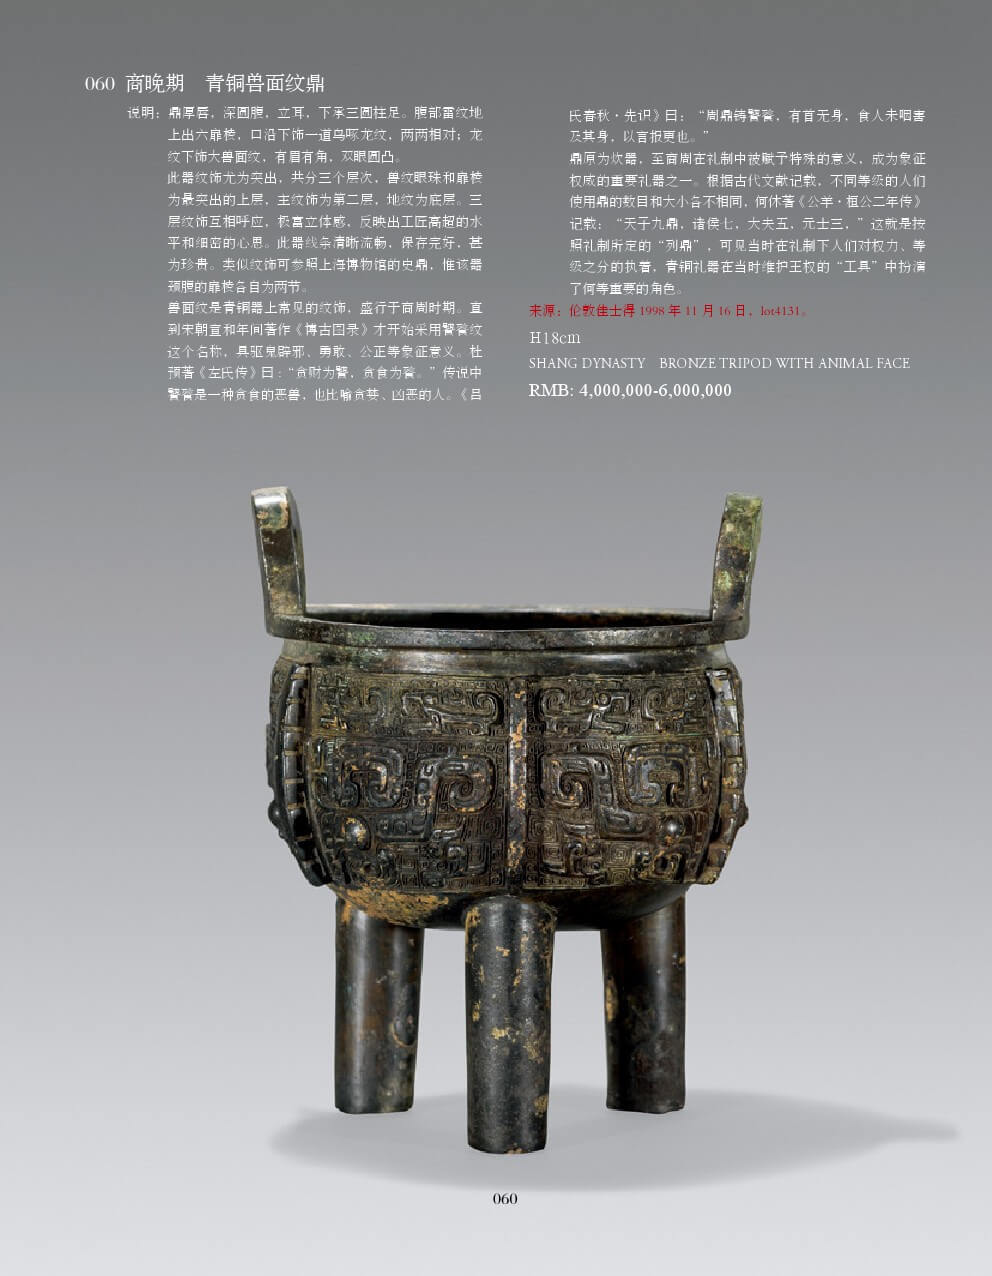 060 商晚期 青铜兽面纹鼎
说明：鼎厚唇，深圆腹，立耳，下承三圆柱足。腹部雷纹地
上出六扉棱，口沿下饰一道鸟啄龙纹，两两相对；龙
纹下饰大兽面纹，有眉有角，双眼圆凸。
此器纹饰尤为突出，共分三个层次，兽纹眼珠和扉棱
为最突出的上层，主纹饰为第二层，地纹为底层。三
层纹饰互相呼应，极富立体感，反映出工匠高超的水
平和细密的心思。此器线条清晰流畅，保存完好，甚
为珍贵。类似纹饰可参照上海博物馆的史鼎，惟该器
颈腹的扉棱各自为两节。
兽面纹是青铜器上常见的纹饰，盛行于商周时期。直
到宋朝宣和年间著作《博古图录》才开始采用饕餮纹
这个名称，具驱鬼辟邪、勇敢、公正等象征意义。杜
预著《左氏传》曰：“贪财为饕，贪食为餮。”传说中
饕餮是一种贪食的恶兽，也比喻贪婪、凶恶的人。《吕
氏春秋·先识》曰：“周鼎铸饕餮，有首无身，食人未咽害
及其身，以言报更也。”
鼎原为炊器，至商周在礼制中被赋予特殊的意义，成为象征
权威的重要礼器之一。根据古代文献记载，不同等级的人们
使用鼎的数目和大小各不相同，何休著《公羊·桓公二年传》
记载：“天子九鼎，诸侯七，大夫五，元士三，”这就是按
照礼制所定的“列鼎”，可见当时在礼制下人们对权力、等
级之分的执着，青铜礼器在当时维护王权的“工具”中扮演
了何等重要的角色。
来源：伦敦佳士得 1998 年 11 月 16 日，lot4131。
H18cm
SHANG DYNASTY BRONZE TRIPOD WITH ANIMAL FACE
RMB: 4,000,000-6,000,000
060